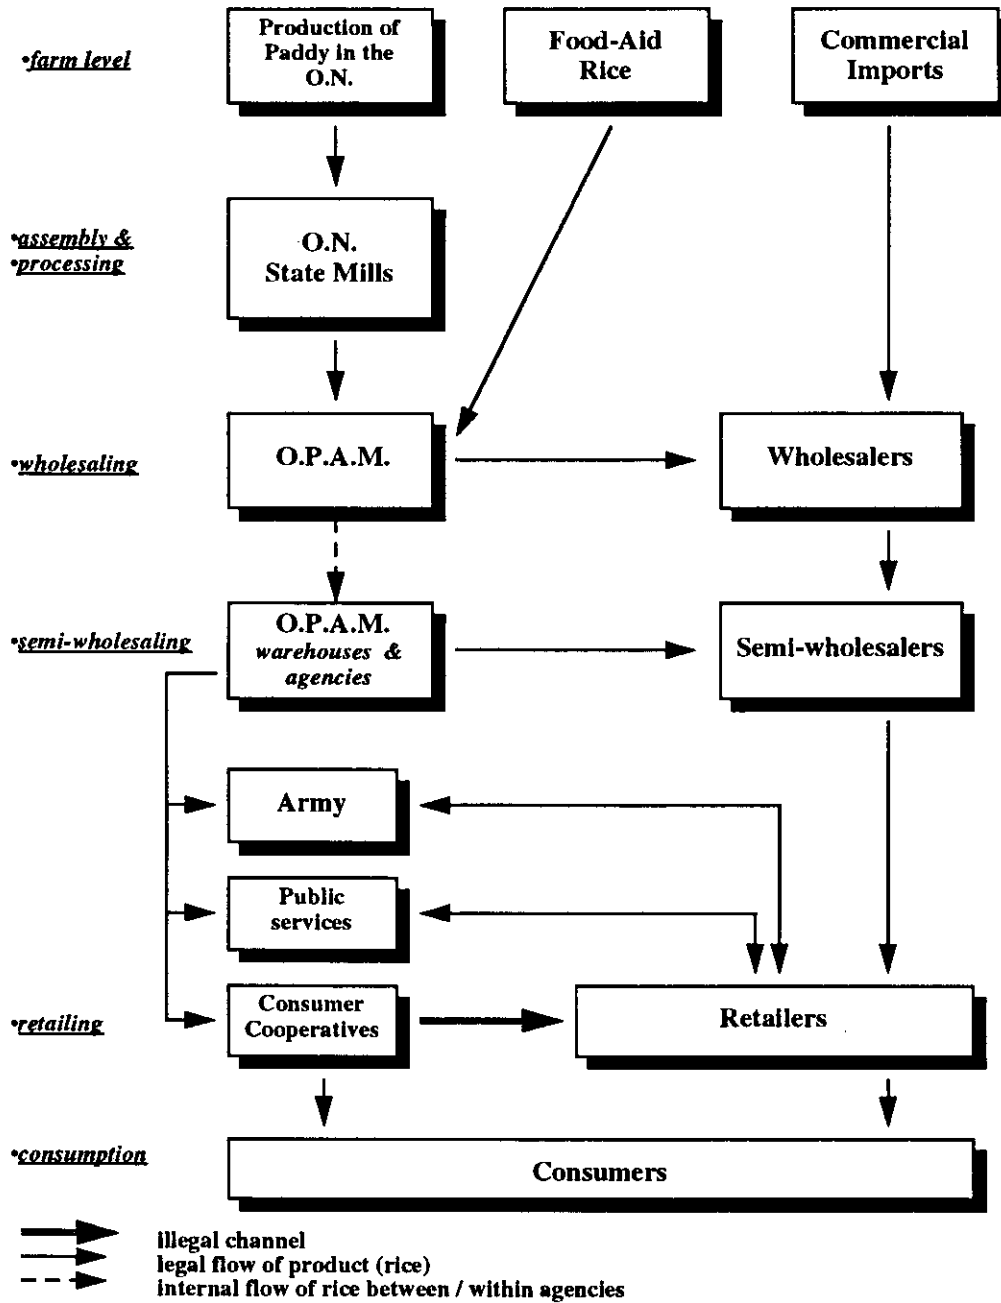 •farm level
Production of
Paddy in the
O.N.
Food-Aid
Rice
Commercial
Imports
•assembly &
•processing
O.N.
State Mills
•wholesaling
O.P.A.M.
Wholesalers
•semi-wholesaling
O.P.A.M.
warehouses &
agencies
Semi-wholesalers
Army
Public
services
•retailing
Consumer
Cooperatives
Retailers
•consumption
Consumers
illegal channel
legal flow of product (rice)
internal flow of rice between / within agencies